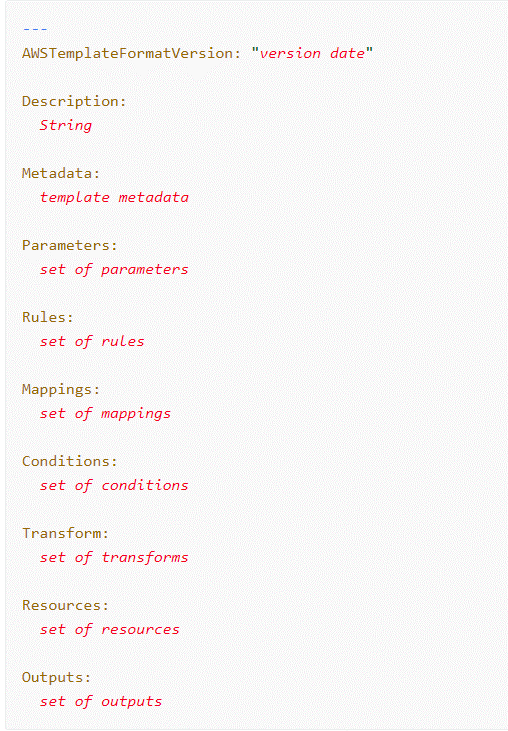 ---
AWSTemplateFormatVersion: "version date"
Description:
String
Metadata:
template metadata
Parameters:
set of parameters
Rules:
set of rules
Mappings:
set of mappings
Conditions:
set of conditions
Transform:
set of transforms
Resources:
set of resources
Outputs:
set of outputs